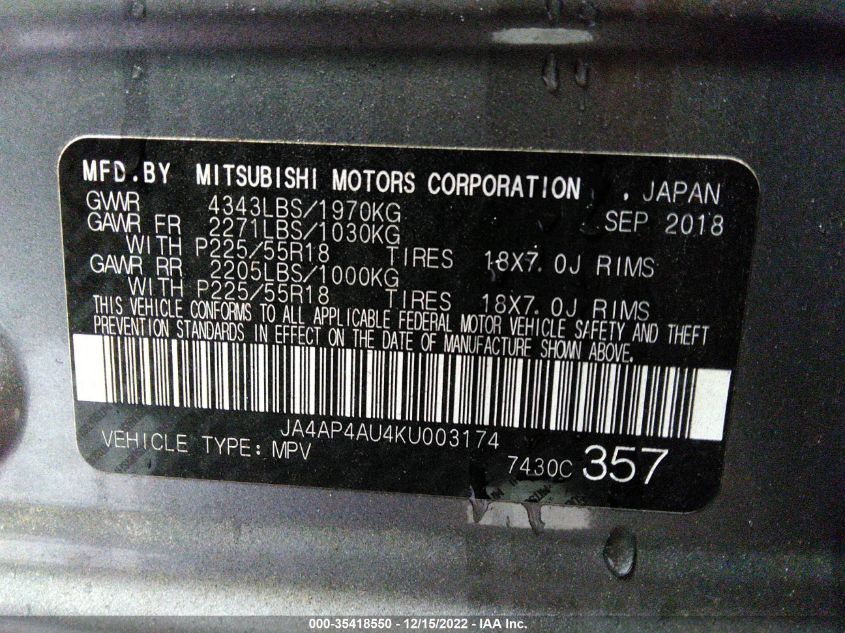 MFD.BY MITSUBISHI MOTORS CORPORATION , JAPAN
GVWR 4343LBS/1970KG SEP 2018
GAWR FR 2271LBS/1030KG
WITH P225/55R18 TIRES 18X7.0J RIMS
GAWR RR 2205LBS/1000KG
WITH P225/55R18 TIRES 18X7.0J RIMS
THIS VEHICLE CONFORMS TO ALL APPLICABLE FEDERAL MOTOR VEHICLE SAFETY AND THEFT
PREVENTION STANDARDS IN EFFECT ON THE DATE OF MANUFACTURE SHOWN ABOVE.
JA4AP4AU4KU003174
VEHICLE TYPE: MPV 7430C 357
000-35418550 - 12/15/2022 - IAA Inc.